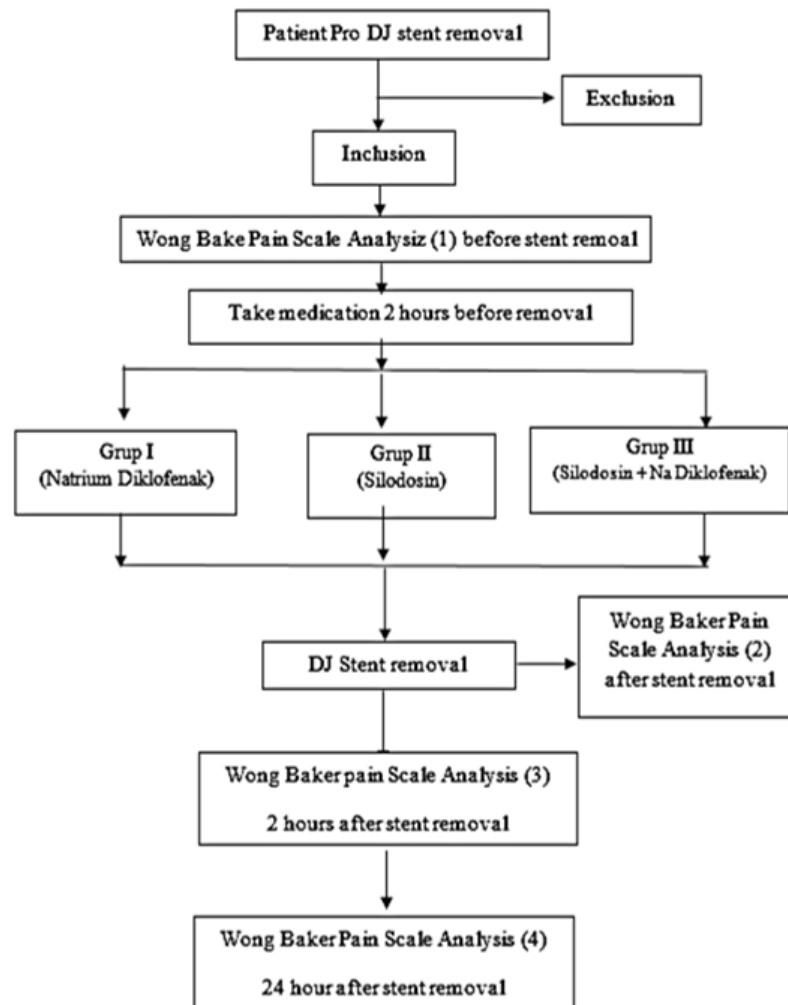 Patient Pro DJ stent removal
Exclusion
Inclusion
Wong Bake Pain Scale Analysiz (1) before stent remoal
Take medication 2 hours before removal
Grup I
(Natrium Diklofenak)
Grup II
(Silodosin)
Grup III
(Silodosin + Na Diklofenak)
DJ Stent removal
Wong Baker Pain
Scale Analysis (2)
after stent removal
Wong Baker pain Scale Analysis (3)
2 hours after stent removal
Wong Baker Pain Scale Analysis (4)
24 hour after stent removal